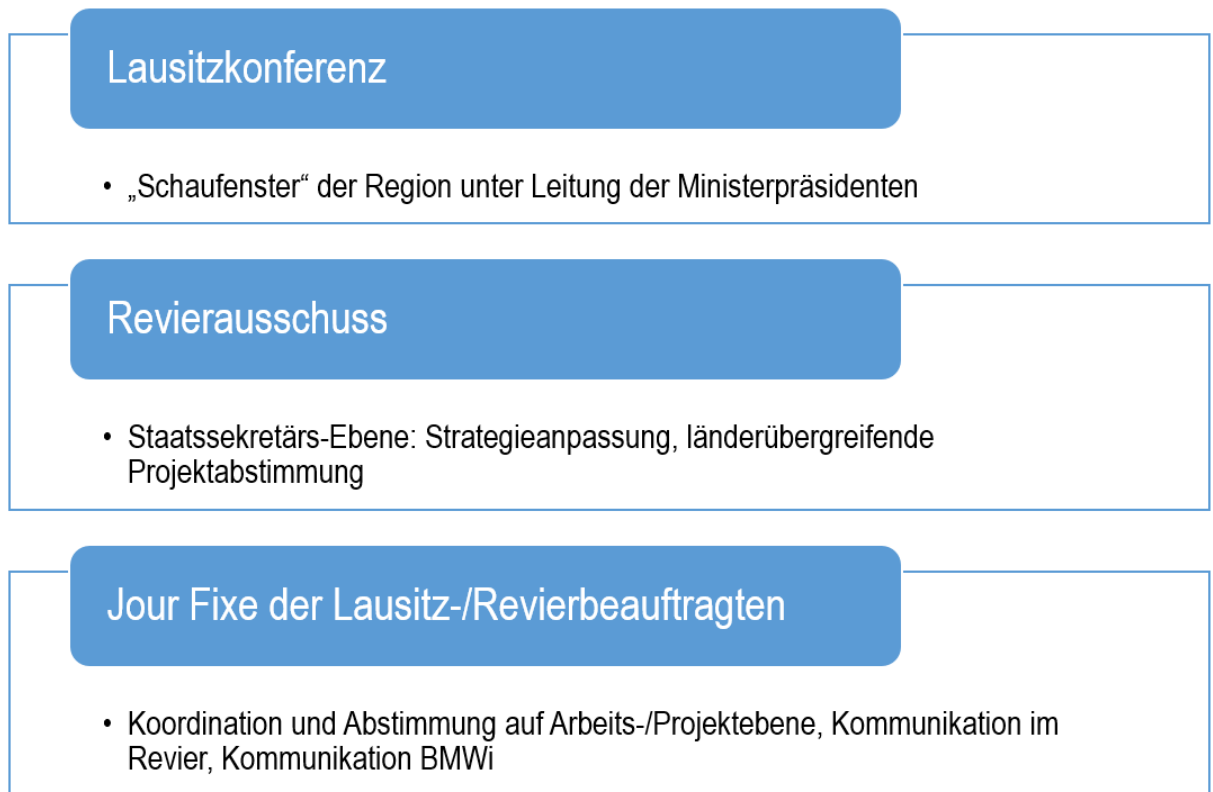 Lausitzkonferenz
• „Schaufenster“ der Region unter Leitung der Ministerpräsidenten
Revierausschuss
• Staatssekretärs-Ebene: Strategieanpassung, länderübergreifende
Projektabstimmung
Jour Fixe der Lausitz-/Revierbeauftragten
• Koordination und Abstimmung auf Arbeits-/Projektebene, Kommunikation im
Revier, Kommunikation BMWi